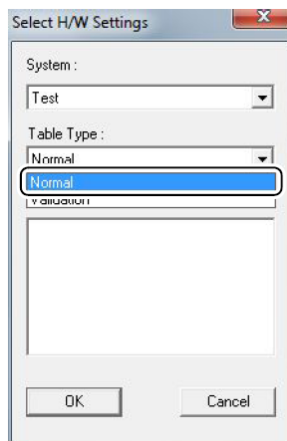 Select H/W Settings
x
System :
Test
Table Type :
Normal
Normal
Validation
OK
Cancel